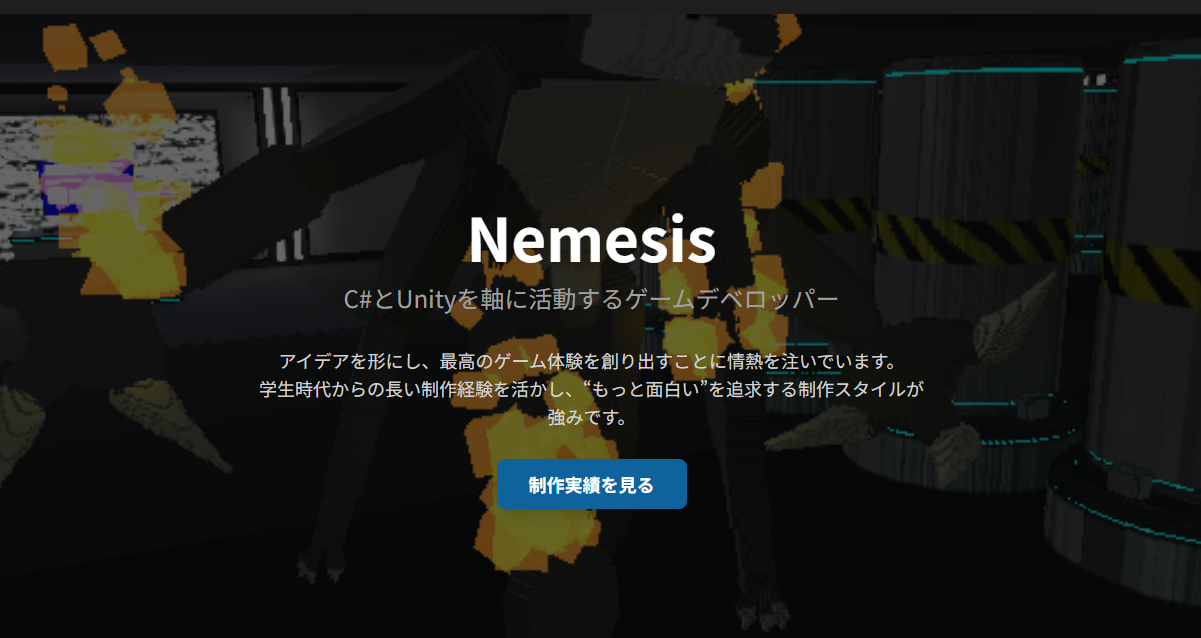 Nemesis
C#とUnityを軸に活動するゲームデベロッパー
アイデアを形にし、最高のゲーム体験を創り出すことに情熱を注いでいます。
学生時代からの長い制作経験を活かし、“もっと面白い”を追求する制作スタイルが
強みです。
制作実績を見る